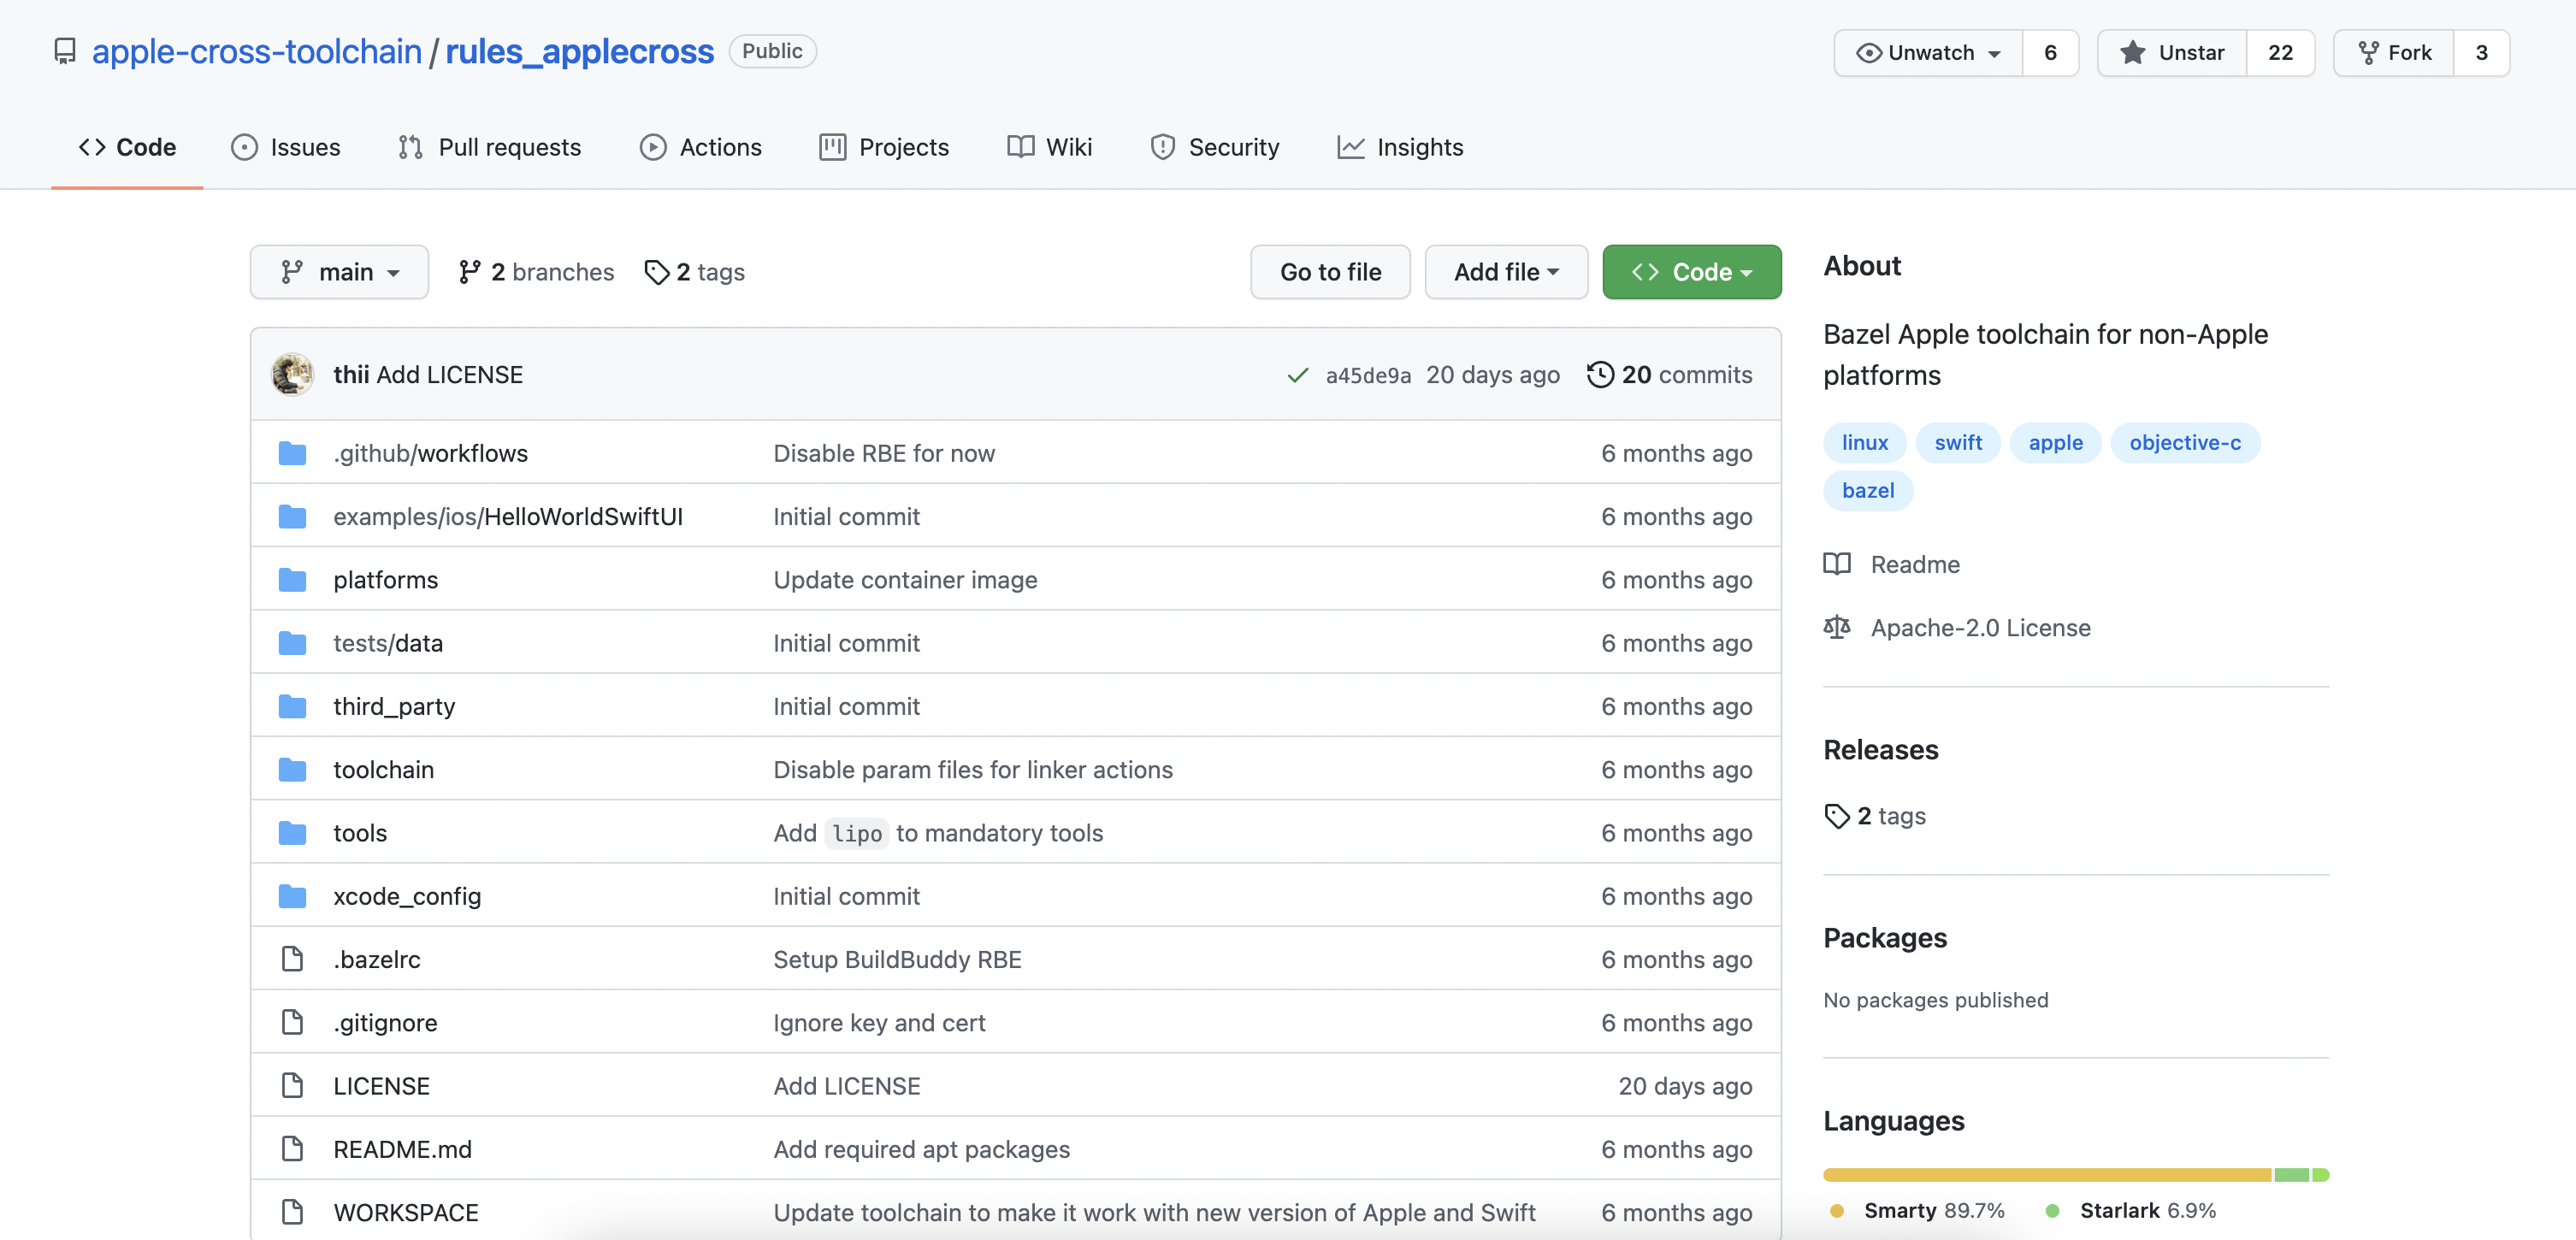 apple-cross-toolchain / rules_applecross Public Unwatch 6 Unstar 22 Fork 3
Code Issues Pull requests Actions Projects Wiki Security Insights
main 2 branches 2 tags Go to file Add file Code
thii Add LICENSE a45de9a 20 days ago 20 commits
.github/workflows Disable RBE for now 6 months ago
examples/ios/HelloWorldSwiftUI Initial commit 6 months ago
platforms Update container image 6 months ago
tests/data Initial commit 6 months ago
third_party Initial commit 6 months ago
toolchain Disable param files for linker actions 6 months ago
tools Add lipo to mandatory tools 6 months ago
xcode_config Initial commit 6 months ago
.bazelrc Setup BuildBuddy RBE 6 months ago
.gitignore Ignore key and cert 6 months ago
LICENSE Add LICENSE 20 days ago
README.md Add required apt packages 6 months ago
WORKSPACE Update toolchain to make it work with new version of Apple and Swift 6 months ago
About
Bazel Apple toolchain for non-Apple
platforms
linux swift apple objective-c
bazel
Readme
Apache-2.0 License
Releases
2 tags
Packages
No packages published
Languages
Smarty 89.7% Starlark 6.9%